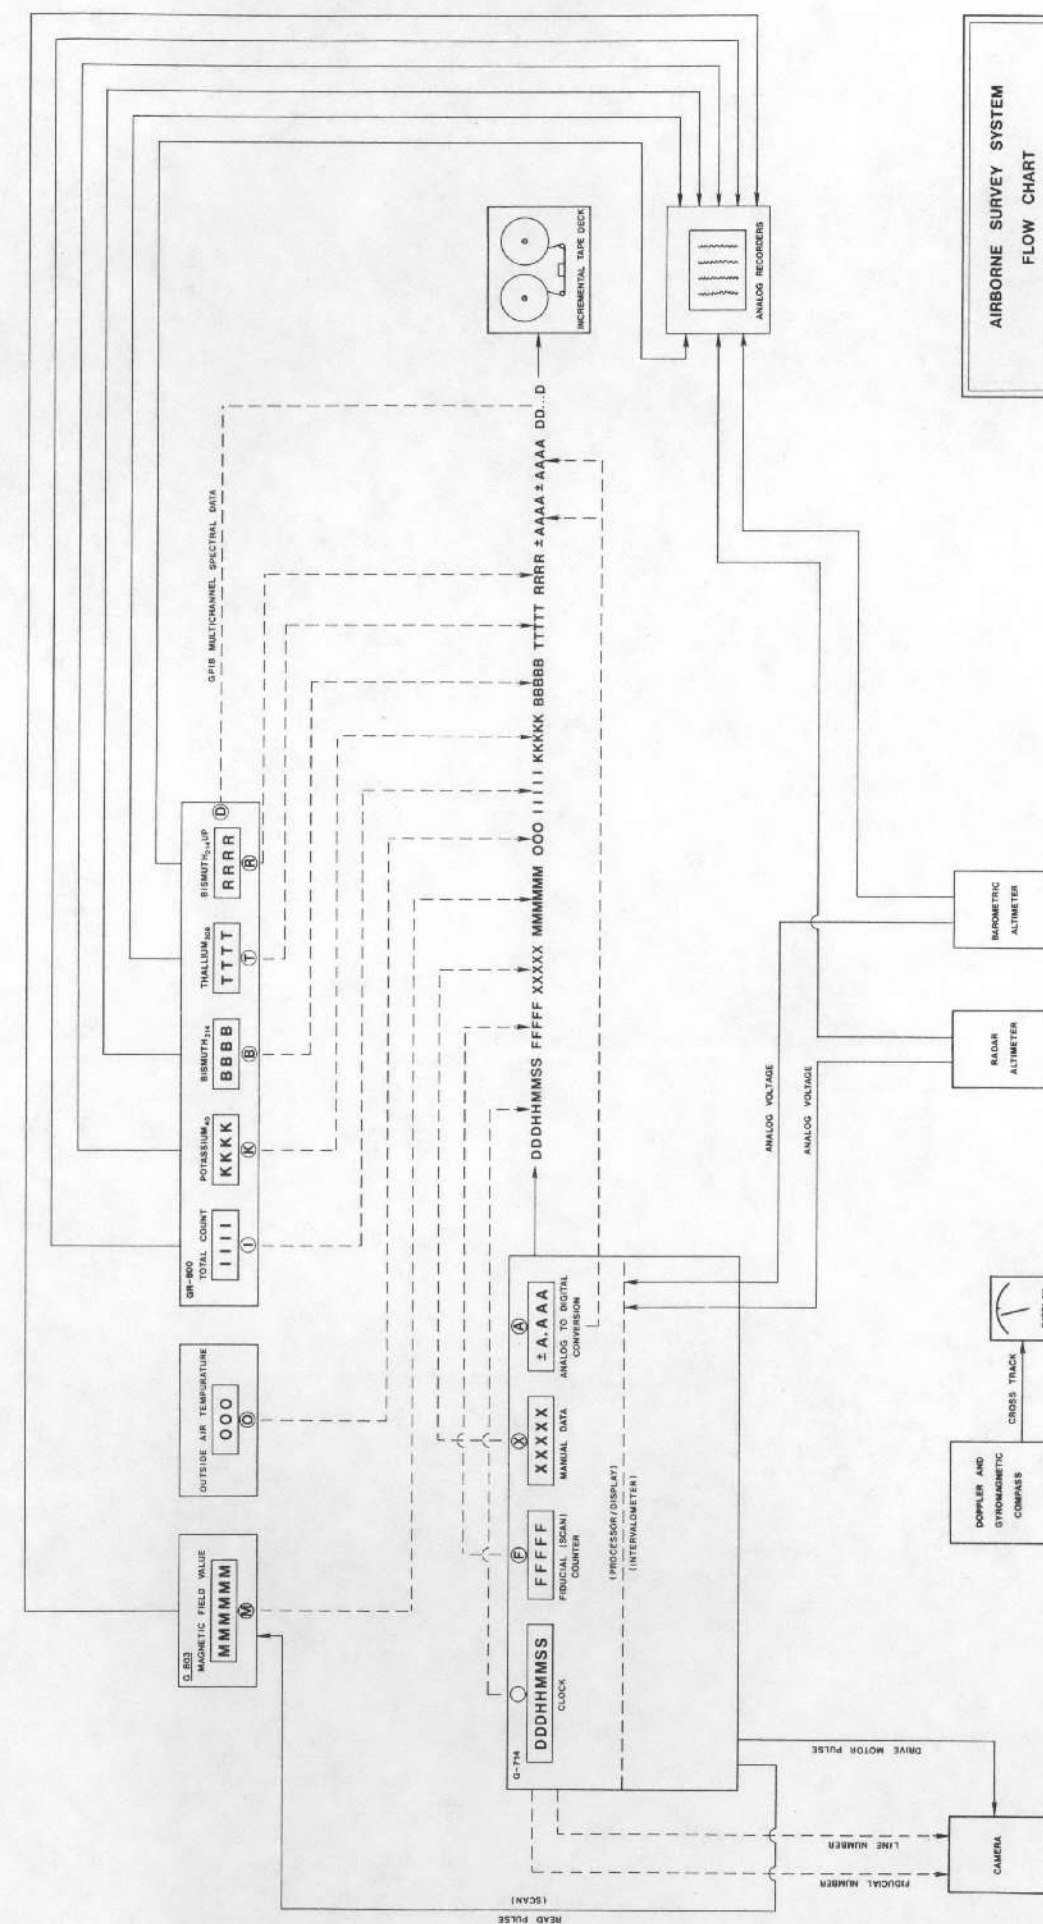 G.803
MAGNETIC FIELD VALUE
MMMMMM
M
OUTSIDE AIR TEMPURATURE
OOO
O
GR-800
TOTAL COUNT
IIII
I
POTASSIUM40
KKKK
K
BISMUTH214
BBBB
B
THALLIUM208
TTTT
T
BISMUTH214UP
RRRR
R
D
GPIB MULTICHANNEL SPECTRAL DATA
G-714
DDDHHMMSS
CLOCK
F
FFFFF
FIDUCIAL (SCAN)
COUNTER
X
XXXXX
MANUAL DATA
A
±A.AAA
ANALOG TO DIGITAL
CONVERSION
(PROCESSOR/DISPLAY)
(INTERVALOMETER)
DDDHHMMSS FFFFF XXXXX MMMMMM OOO IIIII KKKKK BBBBB TTTTT RRRR ±AAAA ±AAAA DD...D
INCREMENTAL TAPE DECK
ANALOG RECORDERS
READ PULSE
(SCAN)
FIDUCIAL NUMBER
LINE NUMBER
DRIVE MOTOR PULSE
CAMERA
DOPPLER AND
GYROMAGNETIC
COMPASS
CROSS TRACK
ANALOG VOLTAGE
ANALOG VOLTAGE
RADAR
ALTIMETER
BAROMETRIC
ALTIMETER
AIRBORNE SURVEY SYSTEM
FLOW CHART